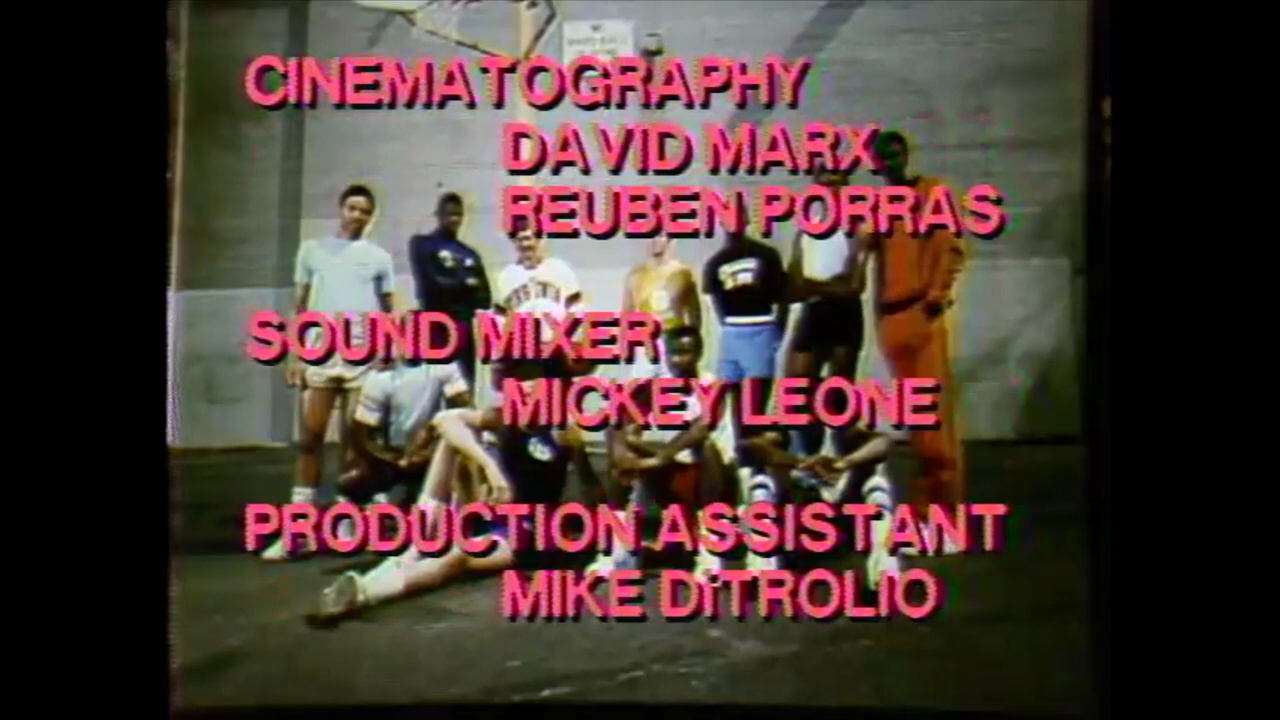 CINEMATOGRAPHY
DAVID MARX
REUBEN PORRAS
SOUND MIXER
MICKEY LEONE
PRODUCTION ASSISTANT
MIKE DiTROLIO